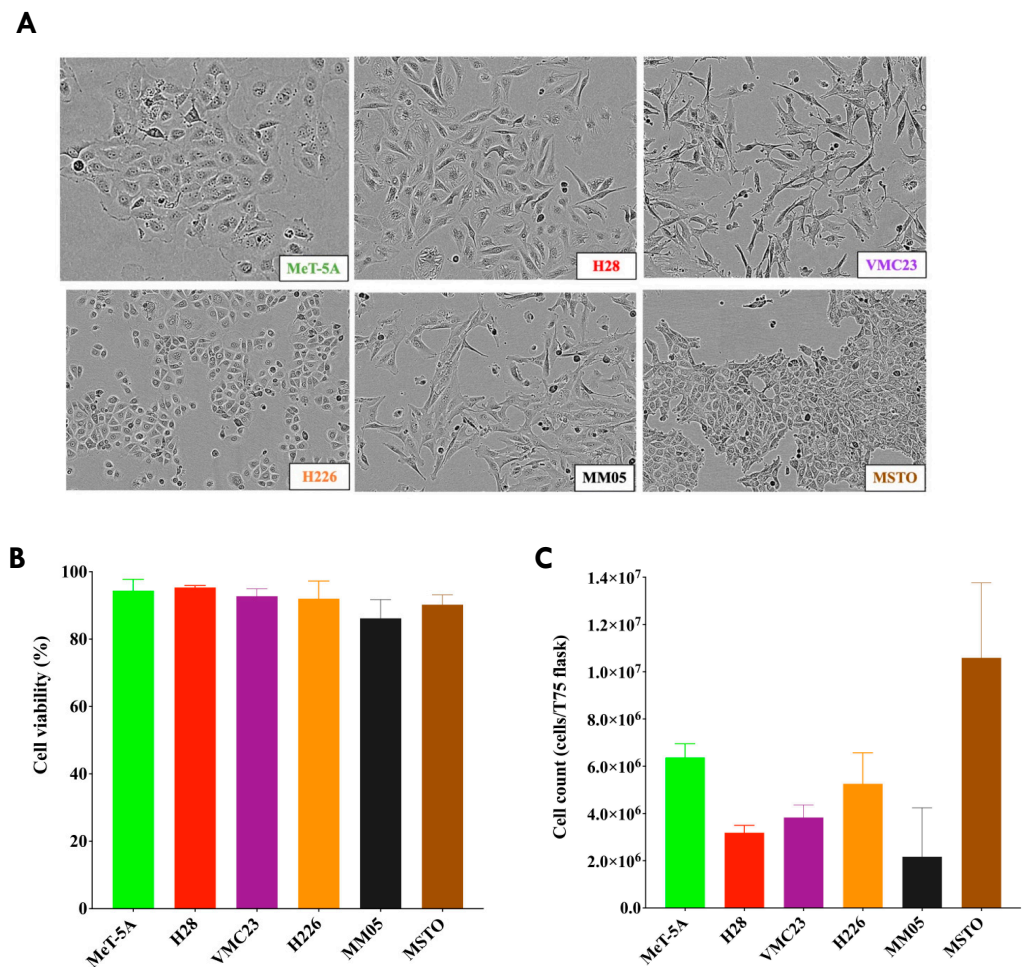 A
MeT-5A
H28
VMC23
H226
MM05
MSTO
B
Cell viability (%)
100
80
60
40
20
0
MeT-5A
H28
VMC23
H226
MM05
MSTO
C
Cell count (cells/T75 flask)
1.4×10⁷
1.2×10⁷
1.0×10⁷
8.0×10⁶
6.0×10⁶
4.0×10⁶
2.0×10⁶
0.0
MeT-5A
H28
VMC23
H226
MM05
MSTO